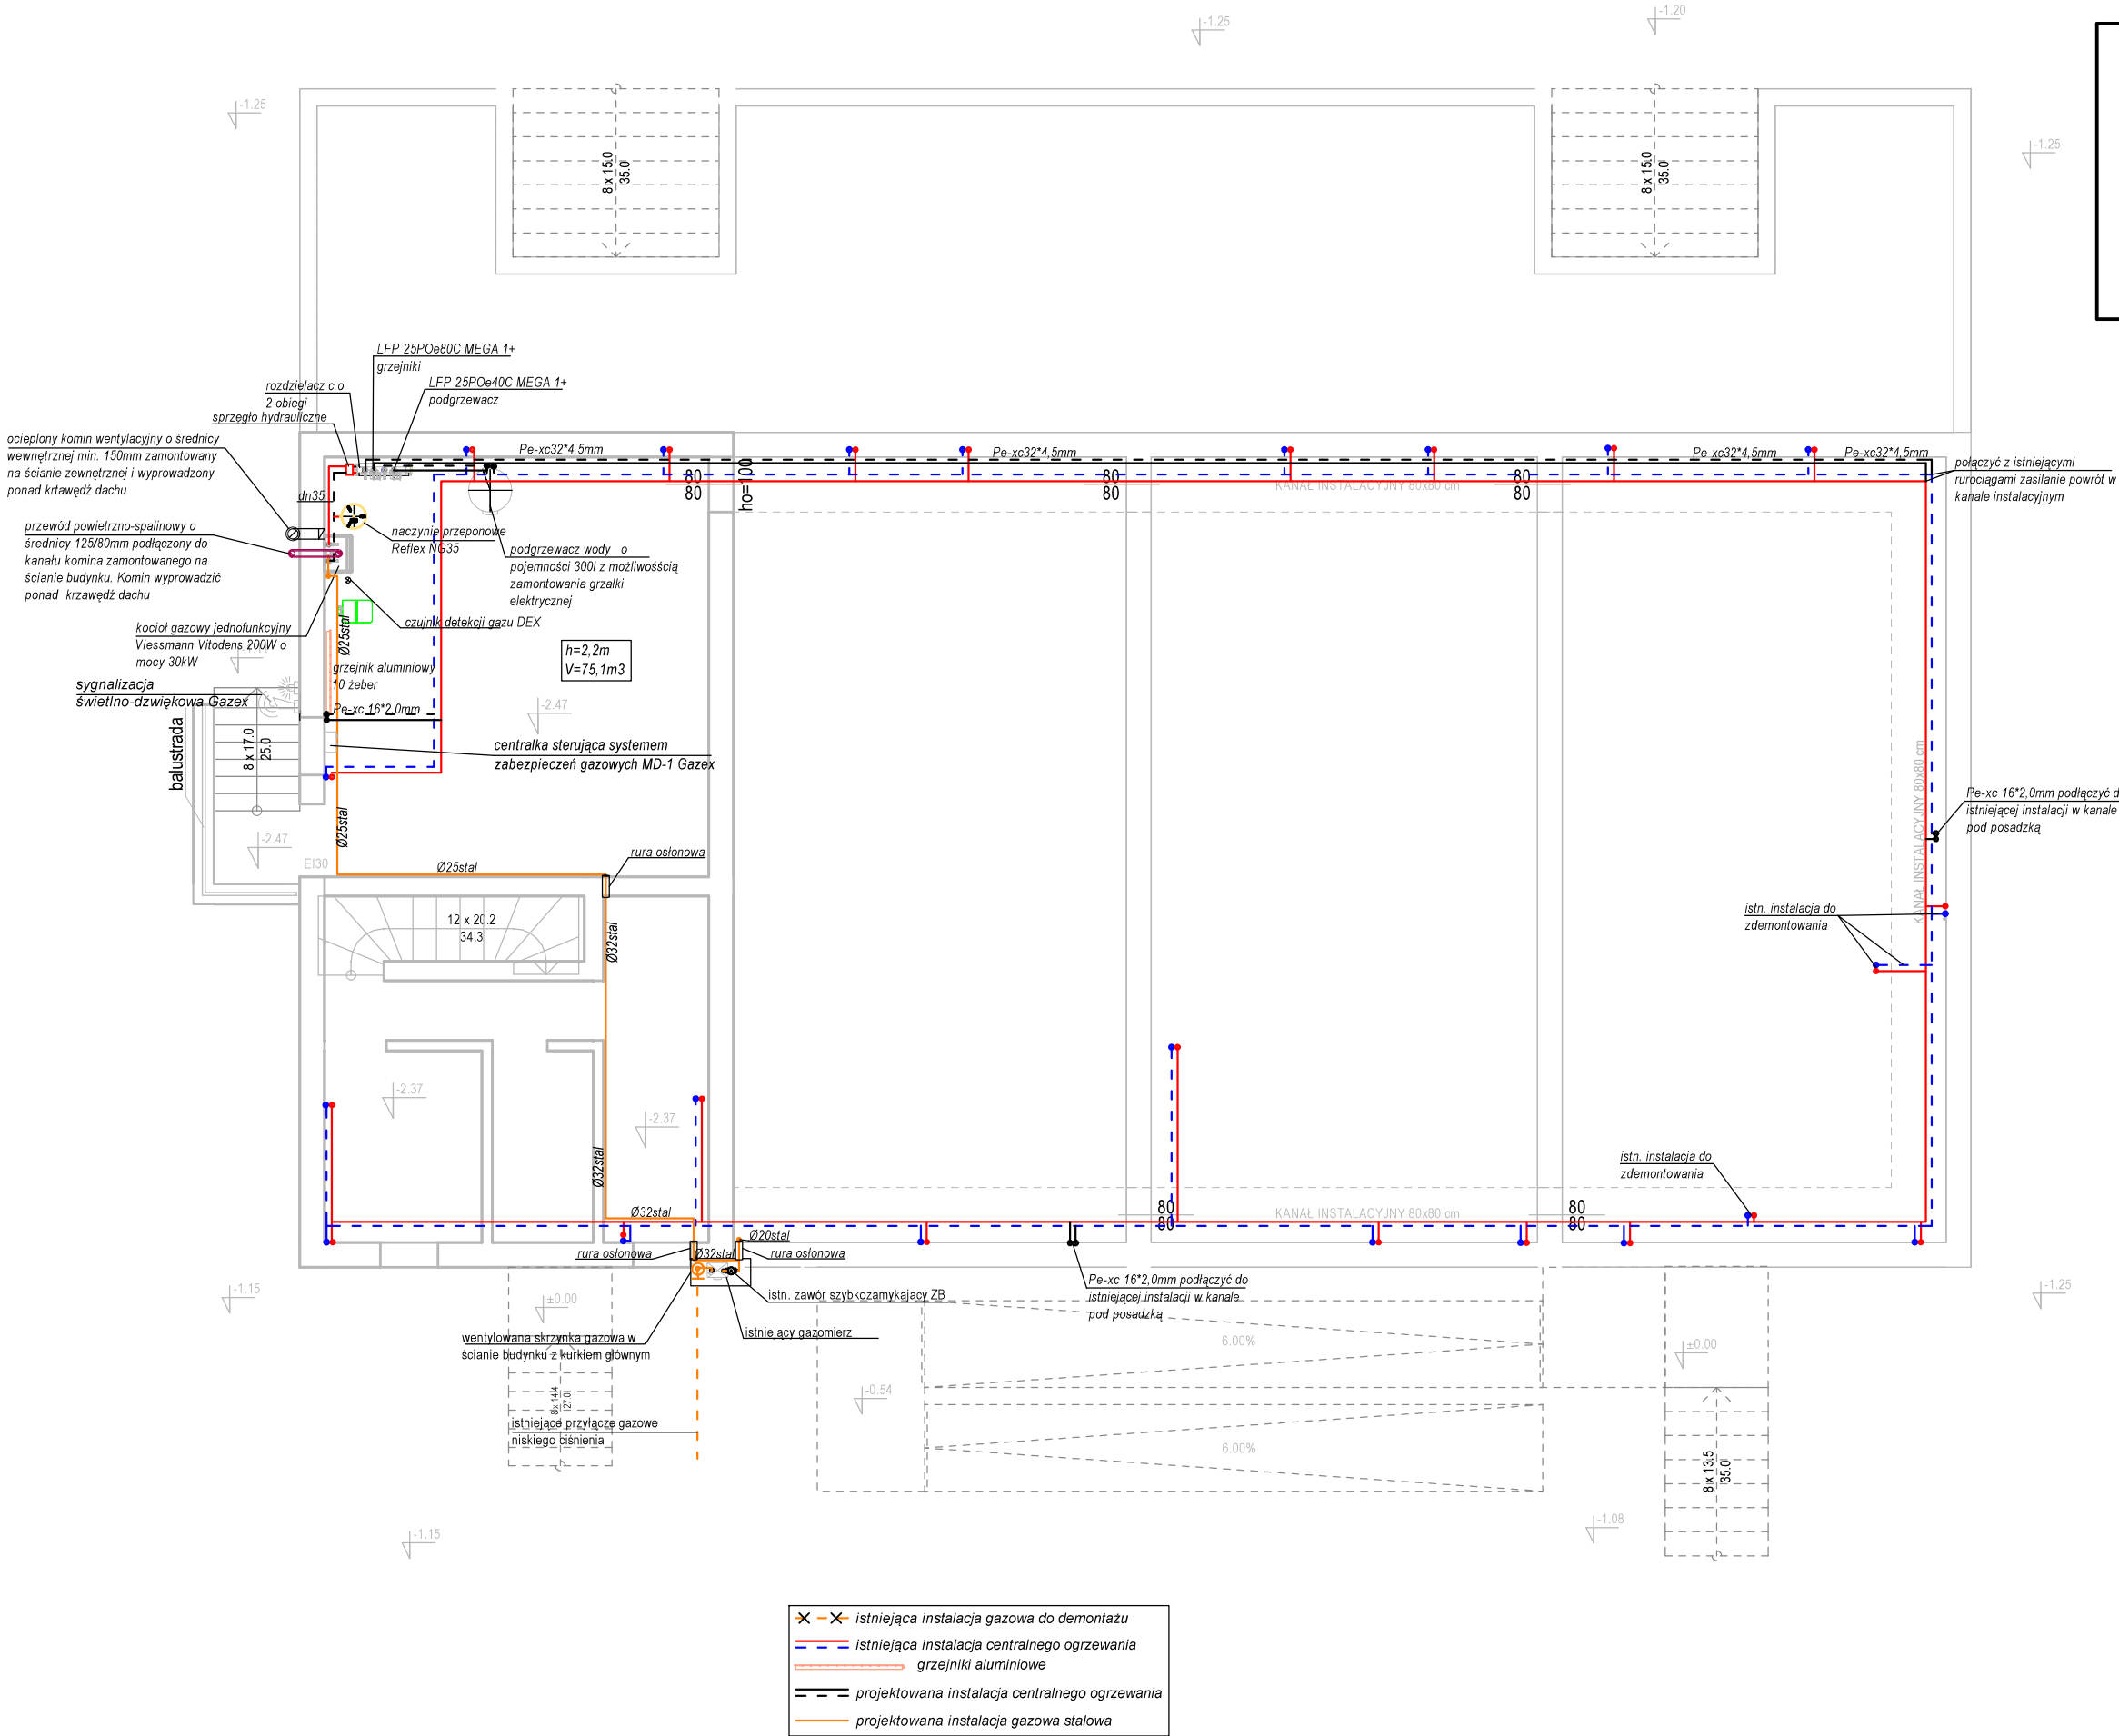 -1.25
-1.20
-1.25
-1.25
8 x 15.0
35.0
8 x 15.0
35.0
LFP 25POe80C MEGA 1+
grzejniki
LFP 25POe40C MEGA 1+
podgrzewacz
rozdzielacz c.o.
2 obiegi
sprzęgło hydrauliczne
ocieplony komin wentylacyjny o średnicy
wewnętrznej min. 150mm zamontowany
na ścianie zewnętrznej i wyprowadzony
ponad krtawędź dachu
dn35
przewód powietrzno-spalinowy o
średnicy 125/80mm podłączony do
kanału komina zamontowanego na
ścianie budynku. Komin wyprowadzić
ponad krzawędź dachu
naczynie przeponowe
Reflex NG35
podgrzewacz wody o
pojemności 300l z możliwośścią
zamontowania grzałki
elektrycznej
czujnik detekcji gazu DEX
kocioł gazowy jednofunkcyjny
Viessmann Vitodens 200W o
mocy 30kW
Pe-xc32*4,5mm
Pe-xc32*4,5mm
Pe-xc32*4,5mm
Pe-xc32*4,5mm
80
80
ho=100
80
80
KANAŁ INSTALACYJNY 80x80 cm
80
80
połączyć z istniejącymi
rurociągami zasilanie powrót w
kanale instalacyjnym
Ø25stal
h=2,2m
V=75,1m3
grzejnik aluminiowy
10 żeber
sygnalizacja
świetlno-dzwiękowa Gazex
Pe-xc 16*2,0mm
-2.47
balustrada
8 x 17.0
25.0
centralka sterująca systemem
zabezpieczeń gazowych MD-1 Gazex
KANAŁ INSTALACYJNY 80x80 cm
Pe-xc 16*2,0mm podłączyć d
istniejącej instalacji w kanale
pod posadzką
Ø25stal
-2.47
EI30
Ø25stal
rura osłonowa
12 x 20.2
34.3
Ø32stal
istn. instalacja do
zdemontowania
-2.37
-2.37
Ø32stal
istn. instalacja do
zdemontowania
Ø32stal
80
80
KANAŁ INSTALACYJNY 80x80 cm
80
80
Ø20stal
rura osłonowa
Ø32stal
rura osłonowa
istn. zawór szybkozamykający ZB
Pe-xc 16*2,0mm podłączyć do
istniejącej instalacji w kanale
pod posadzką
-1.15
±0.00
-1.25
wentylowana skrzynka gazowa w
ścianie budynku z kurkiem głównym
istniejący gazomierz
6.00%
±0.00
-0.54
8 x 14.4
27.0
istniejące przyłącze gazowe
niskiego ciśnienia
6.00%
8 x 13.5
35.0
-1.15
-1.08
istniejąca instalacja gazowa do demontażu
istniejąca instalacja centralnego ogrzewania
grzejniki aluminiowe
projektowana instalacja centralnego ogrzewania
projektowana instalacja gazowa stalowa